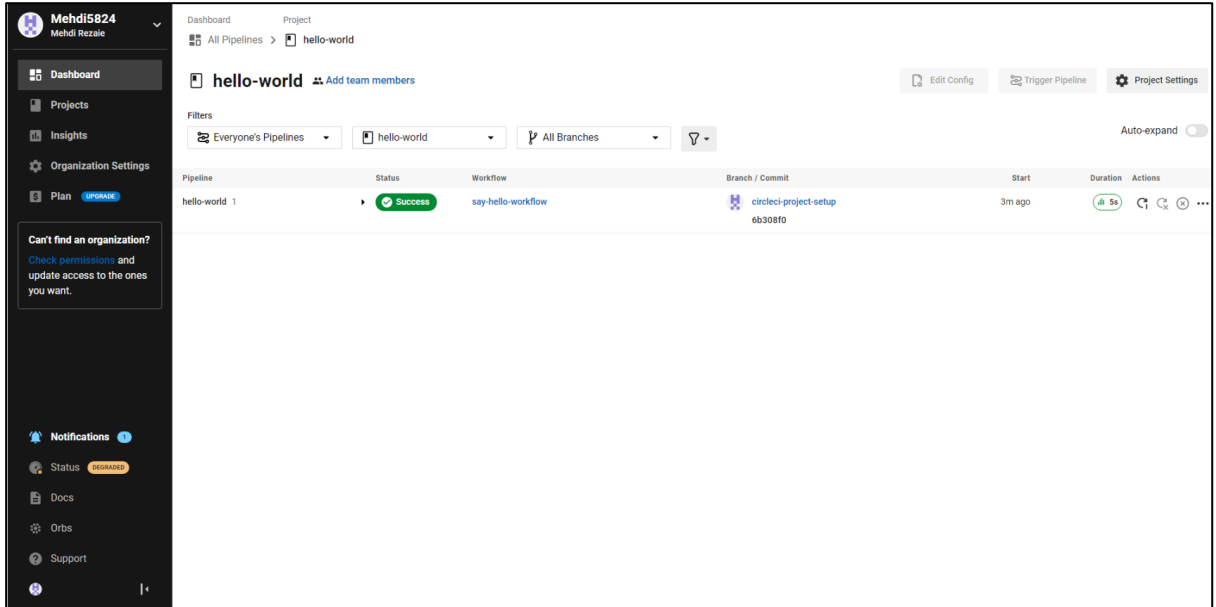 Mehdi5824
Mehdi Rezaie
Dashboard
Projects
Insights
Organization Settings
Plan UPGRADE
Can't find an organization?
Check permissions and
update access to the ones
you want.
Notifications 1
Status DEGRADED
Docs
Orbs
Support
Dashboard Project
All Pipelines > hello-world
hello-world Add team members
Edit Config Trigger Pipeline Project Settings
Filters
Everyone's Pipelines hello-world All Branches
Auto-expand
Pipeline Status Workflow Branch / Commit Start Duration Actions
hello-world 1 Success say-hello-workflow circleci-project-setup 3m ago 5s
6b308f0